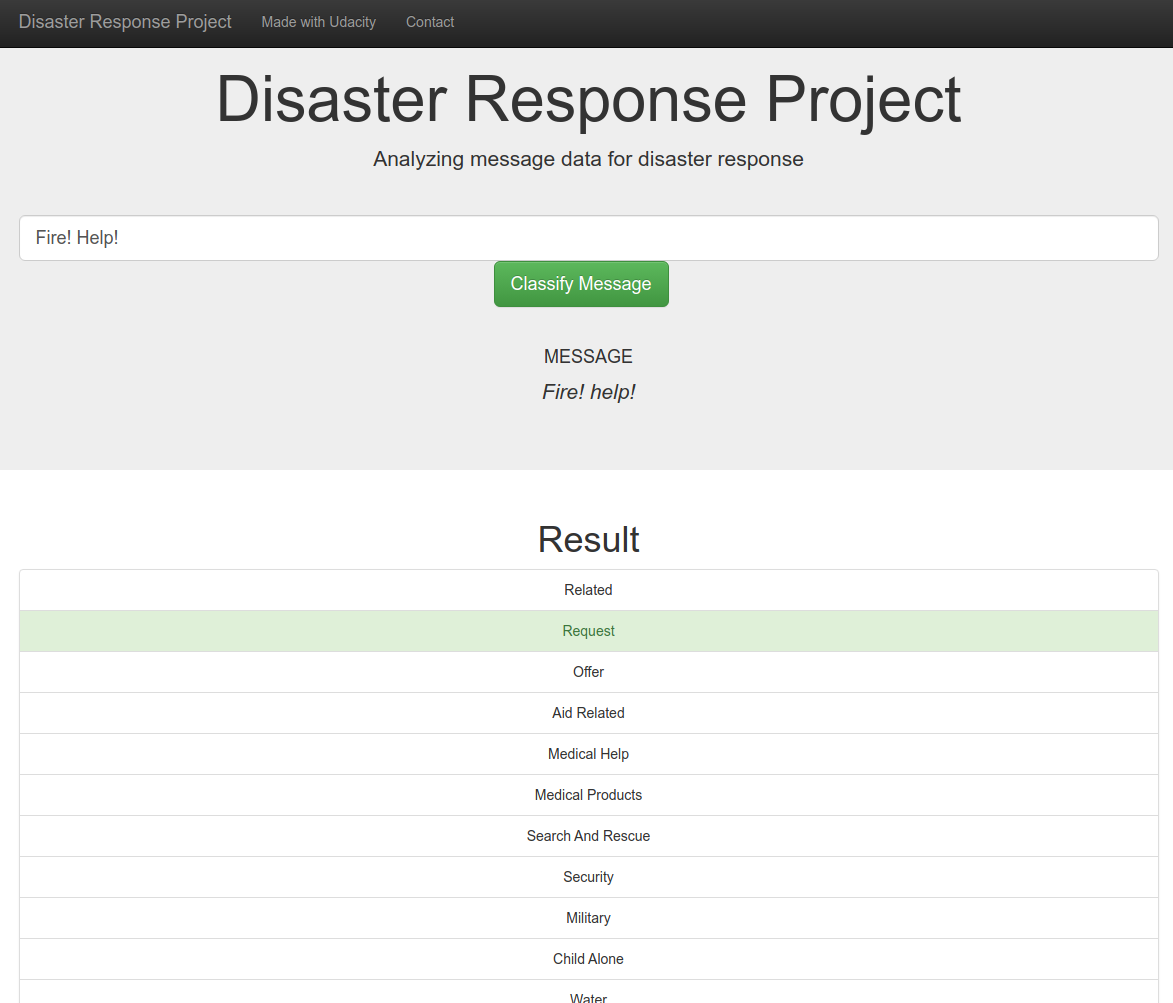 Disaster Response Project Made with Udacity Contact
Disaster Response Project
Analyzing message data for disaster response
Fire! Help!
Classify Message
MESSAGE
Fire! help!
Result
Related
Request
Offer
Aid Related
Medical Help
Medical Products
Search And Rescue
Security
Military
Child Alone
Water